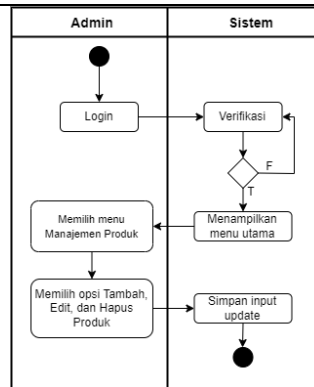 Admin
Sistem
Login
Verifikasi
F
T
Memilih menu
Manajemen Produk
Menampilkan
menu utama
Memilih opsi Tambah,
Edit, dan Hapus
Produk
Simpan input
update